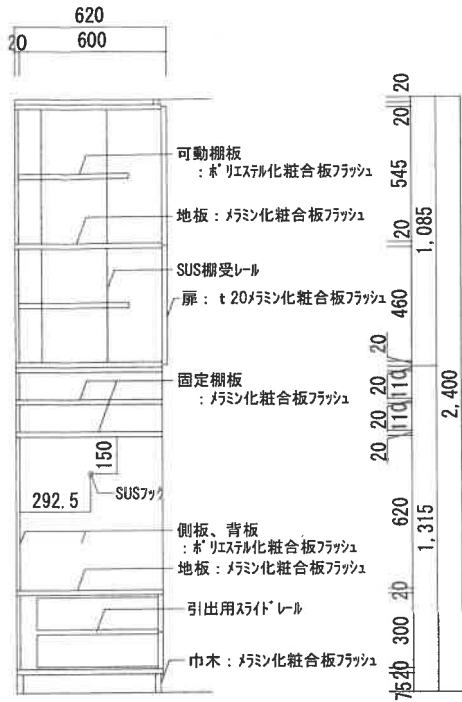 620
20 600
20
20
可動棚板
：ポリエステル化粧合板フラッシュ
545
地板：メラミン化粧合板フラッシュ
20
1,085
SUS棚受レール
扉：ｔ20メラミン化粧合板フラッシュ
460
20
固定棚板
：メラミン化粧合板フラッシュ
20
110
20
110
20
2,400
150
292.5
SUSフック
620
1,315
側板、背板
：ポリエステル化粧合板フラッシュ
地板：メラミン化粧合板フラッシュ
20
引出用スライドレール
300
巾木：メラミン化粧合板フラッシュ
20
75